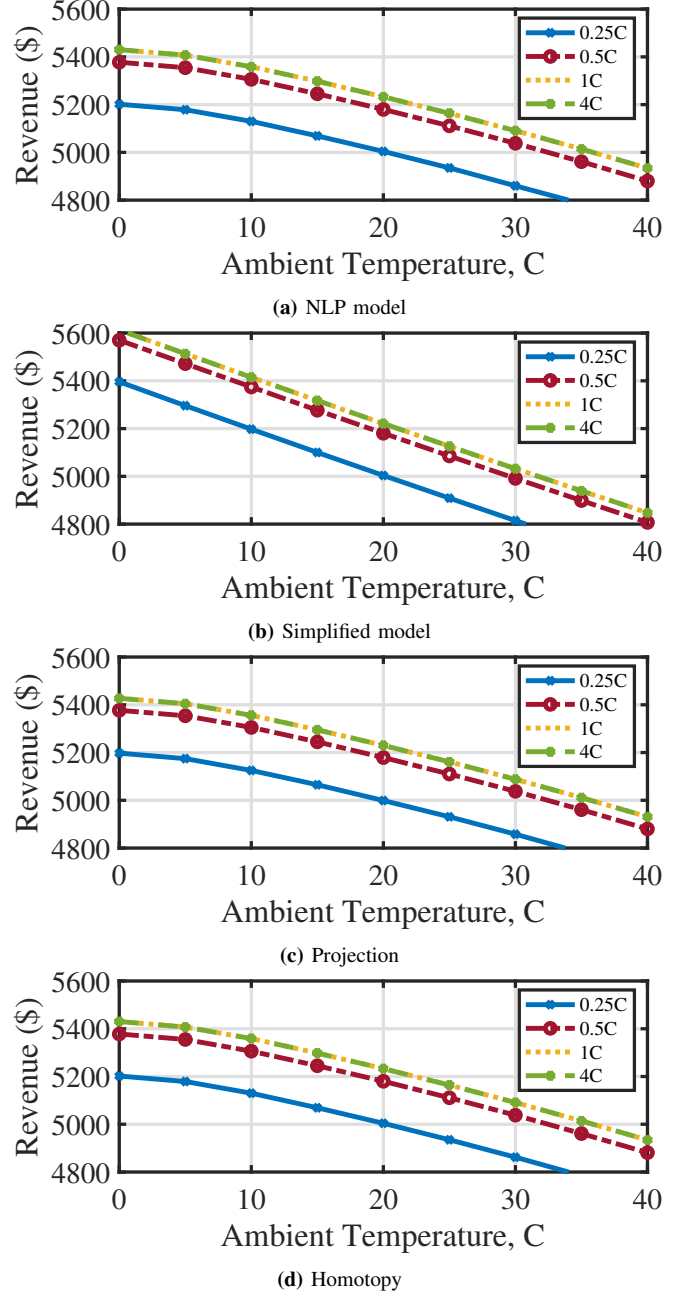 5600
5400
5200
5000
4800
Revenue ($)
0.25C
0.5C
1C
4C
0 10 20 30 40
Ambient Temperature, C
(a) NLP model
5600
5400
5200
5000
4800
Revenue ($)
0.25C
0.5C
1C
4C
0 10 20 30 40
Ambient Temperature, C
(b) Simplified model
5600
5400
5200
5000
4800
Revenue ($)
0.25C
0.5C
1C
4C
0 10 20 30 40
Ambient Temperature, C
(c) Projection
5600
5400
5200
5000
4800
Revenue ($)
0.25C
0.5C
1C
4C
0 10 20 30 40
Ambient Temperature, C
(d) Homotopy